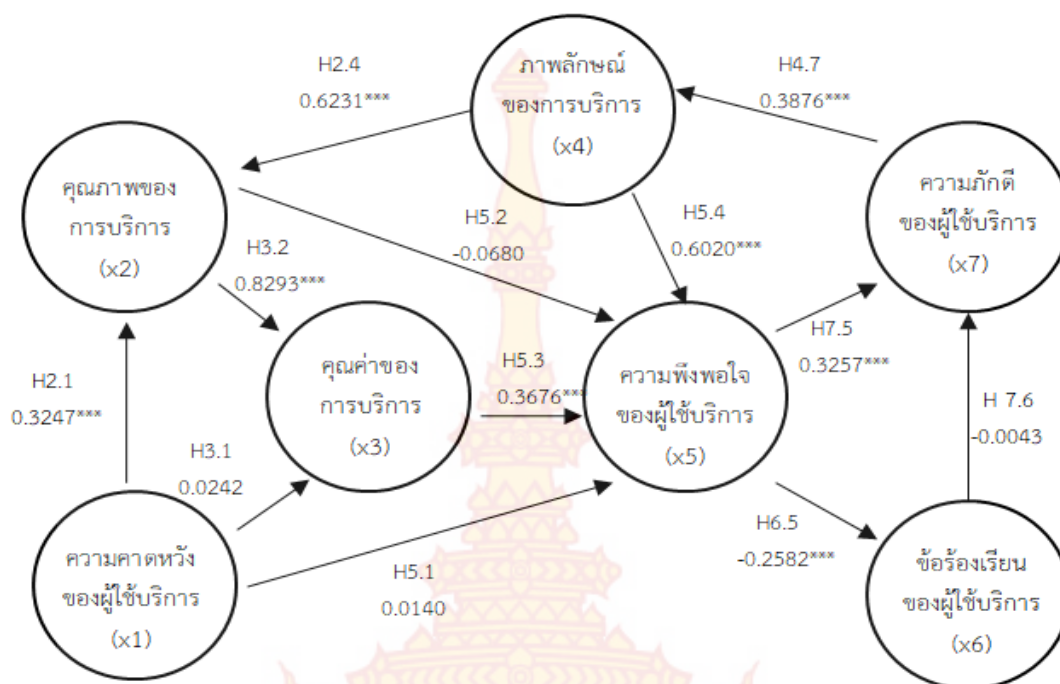 H2.4
0.6231***
ภาพลักษณ์
ของการบริการ
(x4)
H4.7
0.3876***
คุณภาพของ
การบริการ
(x2)
H5.2
-0.0680
H5.4
0.6020***
ความภักดี
ของผู้ใช้บริการ
(x7)
H3.2
0.8293***
H2.1
0.3247***
คุณค่าของ
การบริการ
(x3)
H5.3
0.3676***
ความพึงพอใจ
ของผู้ใช้บริการ
(x5)
H7.5
0.3257***
H 7.6
-0.0043
H3.1
0.0242
ความคาดหวัง
ของผู้ใช้บริการ
(x1)
H5.1
0.0140
H6.5
-0.2582***
ข้อร้องเรียน
ของผู้ใช้บริการ
(x6)